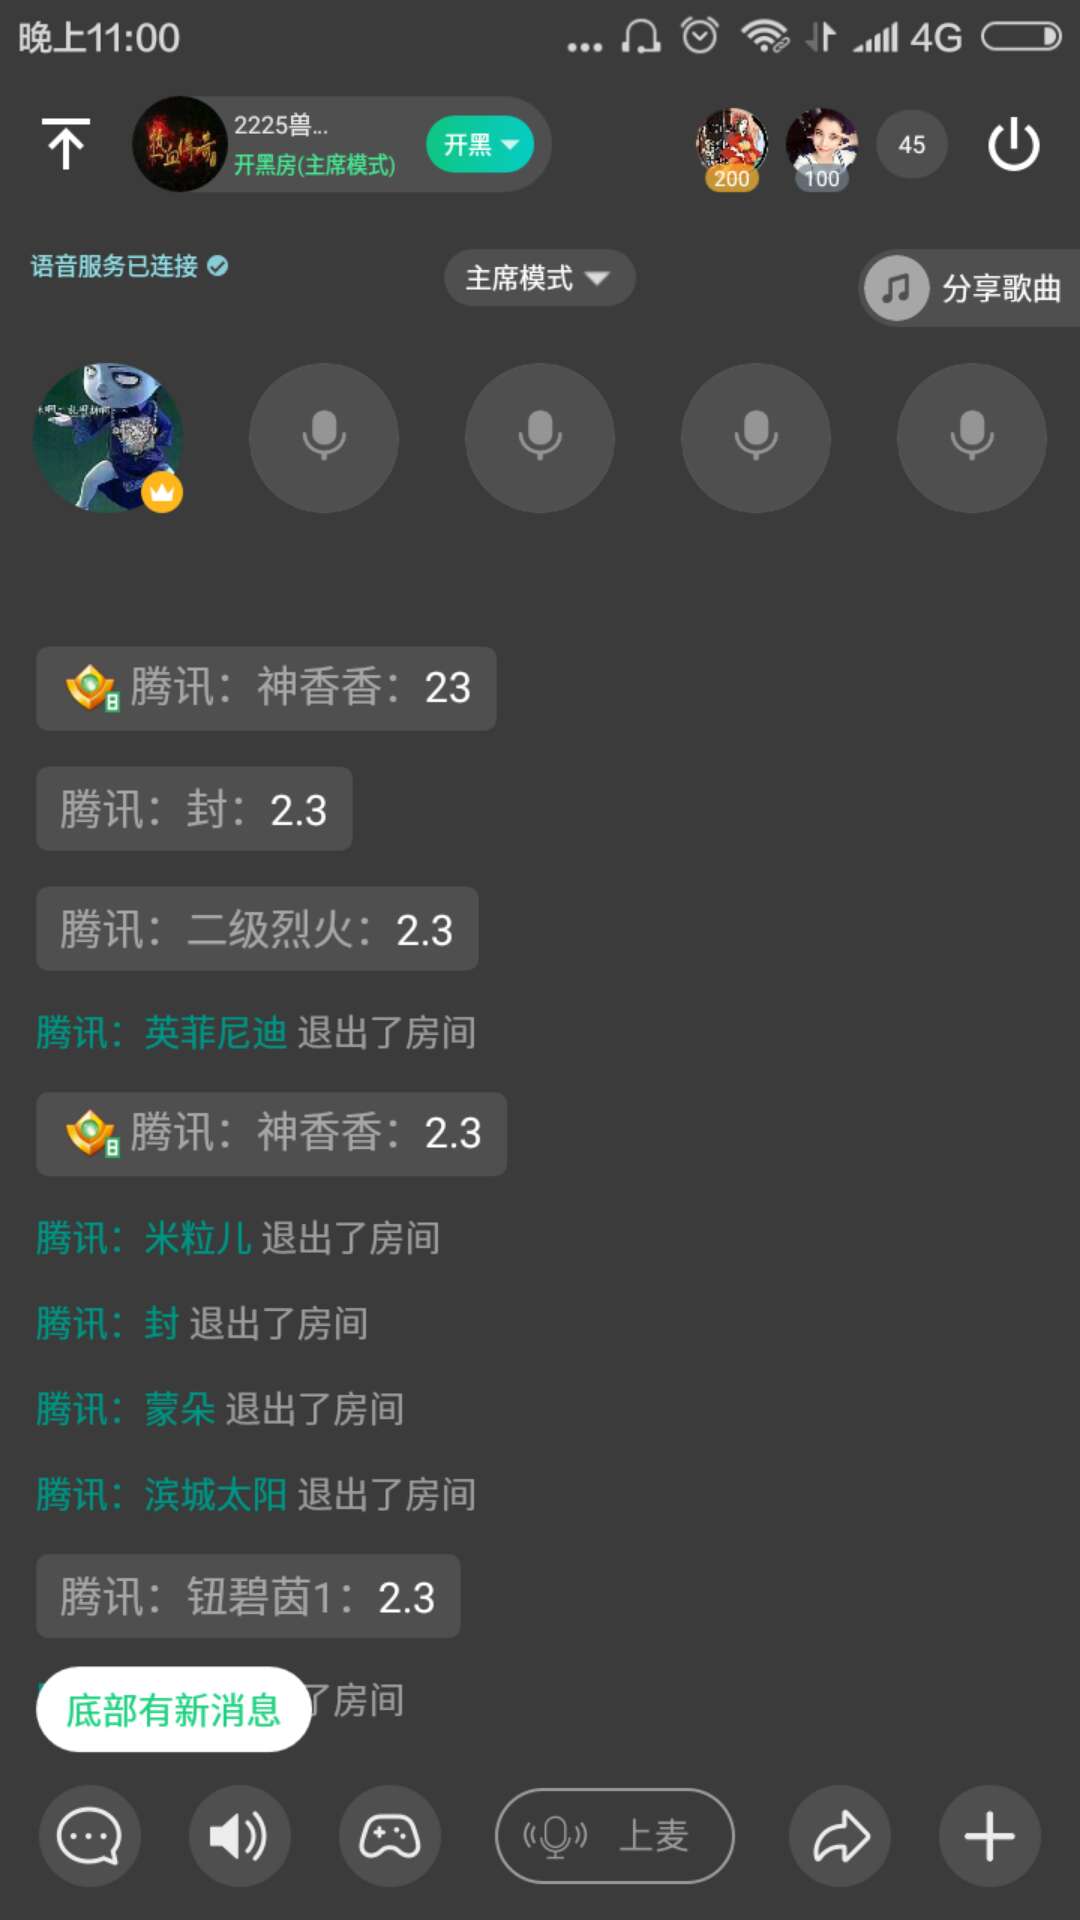 晚上11:00
4G
热血传奇
2225兽...
开黑房(主席模式)
开黑
200
100
45
语音服务已连接
主席模式
分享歌曲
腾讯：神香香：23
腾讯：封：2.3
腾讯：二级烈火：2.3
腾讯：英菲尼迪 退出了房间
腾讯：神香香：2.3
腾讯：米粒儿 退出了房间
腾讯：封 退出了房间
腾讯：蒙朵 退出了房间
腾讯：滨城太阳 退出了房间
腾讯：钮碧茵1：2.3
了房间
底部有新消息
上麦